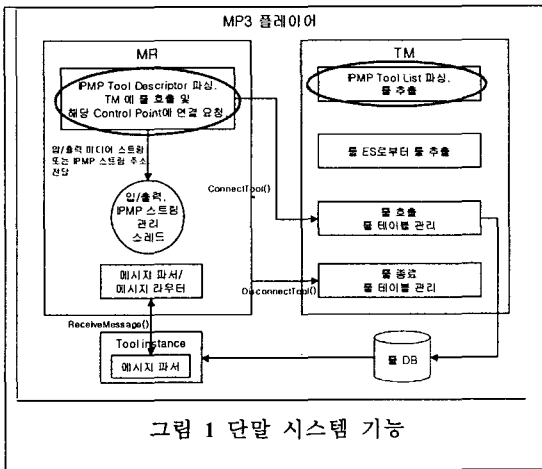 MP3 플레이어
MR
TM
IPMP Tool Descriptor 파싱,
TM 에 툴 호출 및
해당 Control Point에 연결 요청
IPMP Tool List 파싱,
툴 추출
입/출력 미디어 스트림
또는 IPMP 스트림 주소
전달
툴 ES로부터 툴 추출
ConnectTool()
입/출력,
IPMP 스트림
관리
스레드
툴 호출
툴 테이블 관리
메시지 파서/
메시지 라우터
툴 종료
툴 테이블 관리
DisconnectTool()
ReceiveMessage()
Tool instance
메시지 파서
툴 DB
그림 1 단말 시스템 기능